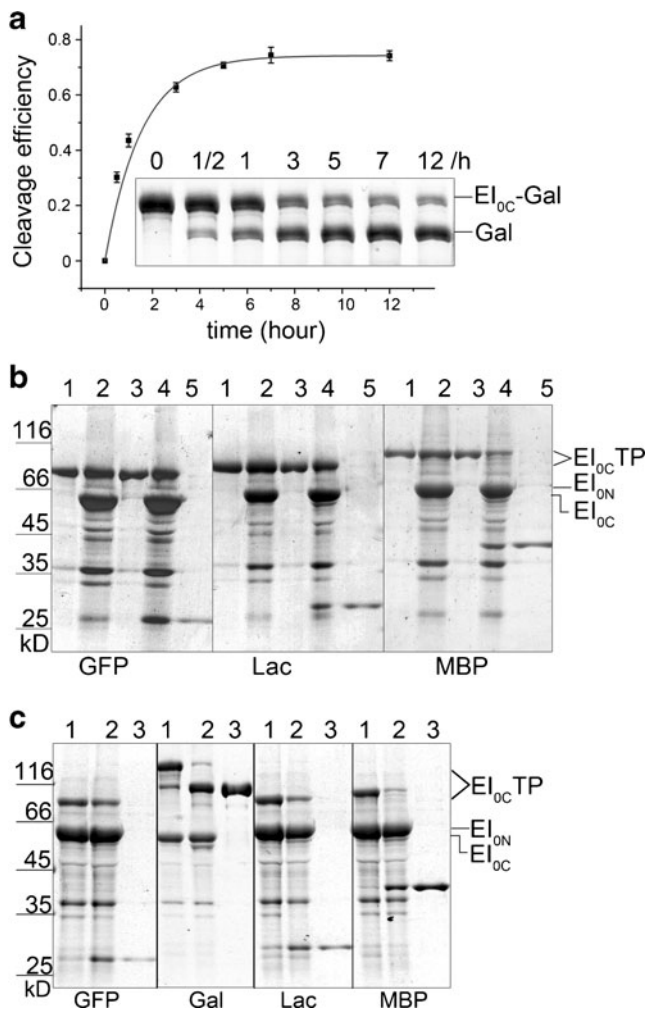 a
Cleavage efficiency
0.8
0.6
0.4
0.2
0
0 1/2 1 3 5 7 12 /h
EI0C-Gal
Gal
0 2 4 6 8 10 12
time (hour)
b
1 2 3 4 5 1 2 3 4 5 1 2 3 4 5
116
66
45
35
25
kD
EI0CTP
EI0N
EI0C
GFP Lac MBP
c
1 2 3 1 2 3 1 2 3 1 2 3
116
66
45
35
25
kD
EI0CTP
EI0N
EI0C
GFP Gal Lac MBP